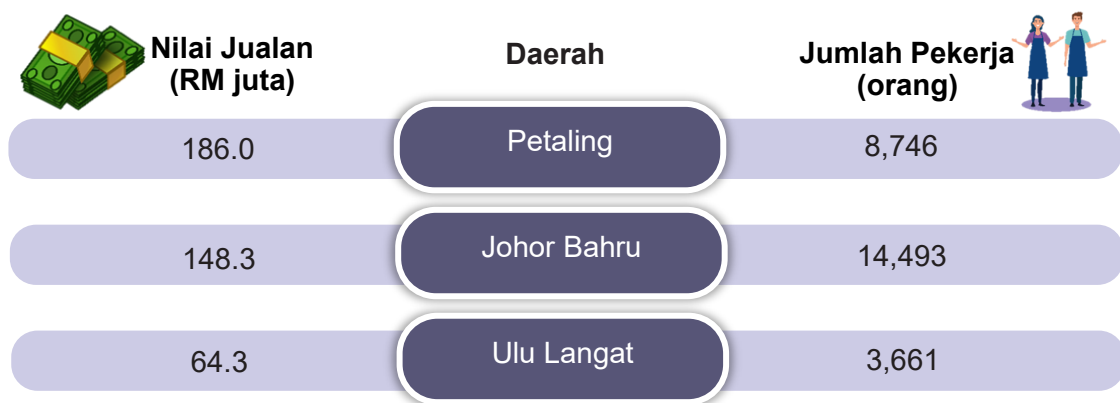 Nilai Jualan
(RM juta)
Daerah
Jumlah Pekerja
(orang)
186.0
Petaling
8,746
148.3
Johor Bahru
14,493
64.3
Ulu Langat
3,661